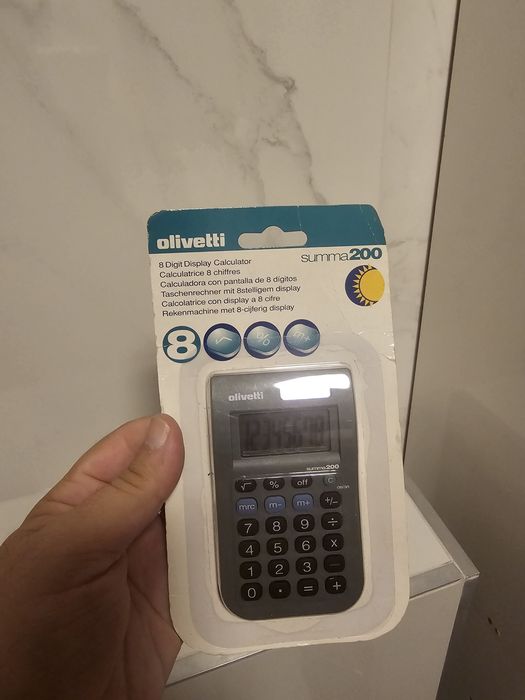 olivetti
summa200
8 Digit Display Calculator
Calculatrice 8 chiffres
Calculadora con pantalla de 8 dígitos
Taschenrechner mit 8stelligem display
Calcolatrice con display a 8 cifre
Rekenmachine met 8-cijferig display
8 √ % m+
olivetti
12345678
summa200
√ % off C
on/an
mrc m- m+ +/-
7 8 9 ÷
4 5 6 x
1 2 3 −
0 . = +